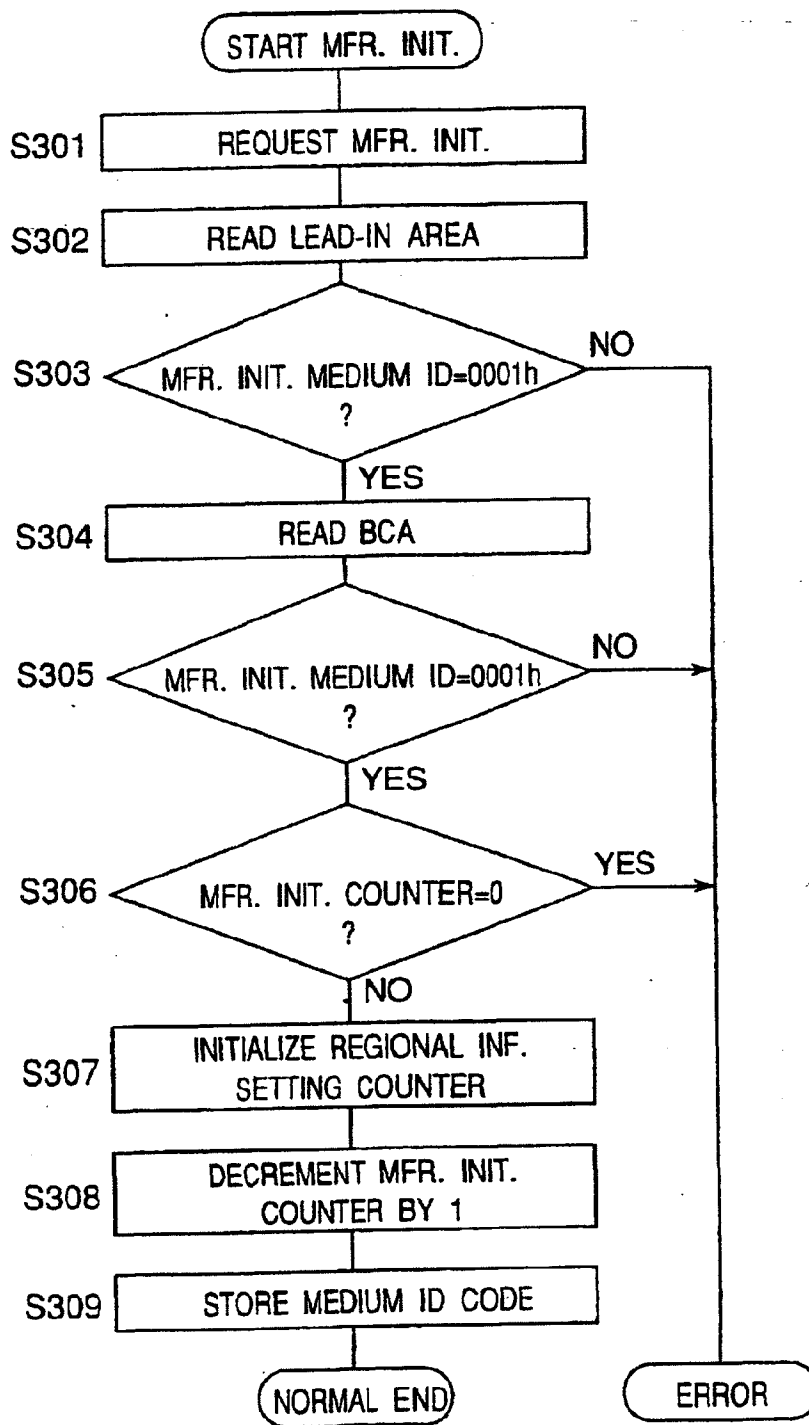 START MFR. INIT.
S301
REQUEST MFR. INIT.
S302
READ LEAD-IN AREA
S303
MFR. INIT. MEDIUM ID=0001h
?
NO
YES
S304
READ BCA
S305
MFR. INIT. MEDIUM ID=0001h
?
NO
YES
S306
MFR. INIT. COUNTER=0
?
YES
NO
S307
INITIALIZE REGIONAL INF.
SETTING COUNTER
S308
DECREMENT MFR. INIT.
COUNTER BY 1
S309
STORE MEDIUM ID CODE
NORMAL END
ERROR